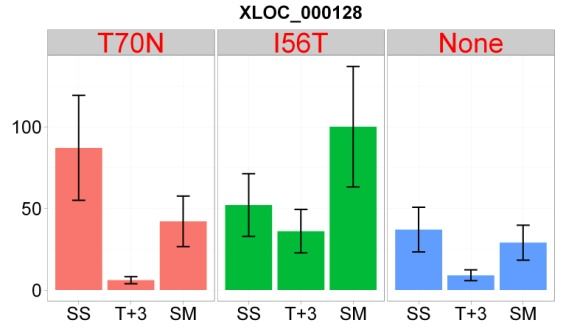 XLOC_000128
T70N I56T None
100
50
0
SS T+3 SM SS T+3 SM SS T+3 SM